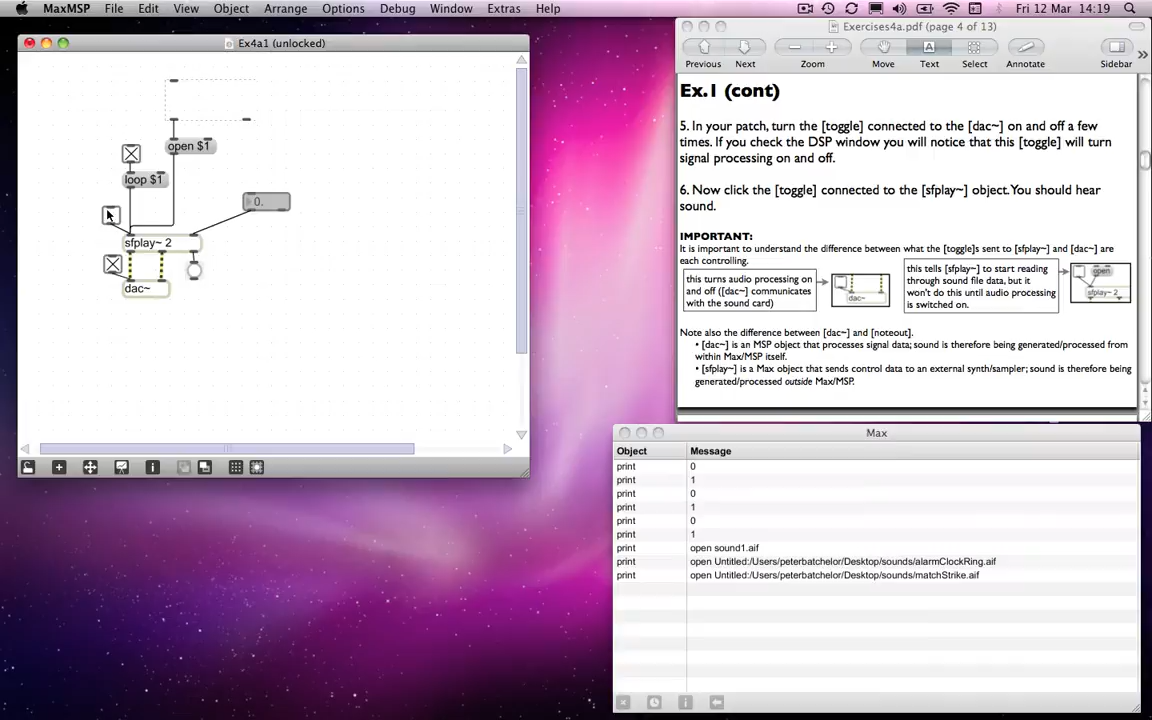 MaxMSP File Edit View Object Arrange Options Debug Window Extras Help Fri 12 Mar 14:19
Ex4a1 (unlocked)
open $1
loop $1
0.
sfplay~ 2
dac~
Exercises4a.pdf (page 4 of 13)
Previous Next Zoom Move Text Select Annotate Sidebar
Ex.1 (cont)
5. In your patch, turn the [toggle] connected to the [dac~] on and off a few
times. If you check the DSP window you will notice that this [toggle] will turn
signal processing on and off.
6. Now click the [toggle] connected to the [sfplay~] object. You should hear
sound.
IMPORTANT:
It is important to understand the difference between what the [toggle]s sent to [sfplay~] and [dac~] are
each controlling.
this turns audio processing on
and off ([dac~] communicates
with the sound card)
dac~
this tells [sfplay~] to start reading
through sound file data, but it
won't do this until audio processing
is switched on.
open
sfplay~ 2
Note also the difference between [dac~] and [noteout].
• [dac~] is an MSP object that processes signal data; sound is therefore being generated/processed from
within Max/MSP itself.
• [sfplay~] is a Max object that sends control data to an external synth/sampler; sound is therefore being
generated/processed outside Max/MSP.
Max
Object Message
print 0
print 1
print 0
print 1
print 0
print 1
print open sound1.aif
print open Untitled:/Users/peterbatchelor/Desktop/sounds/alarmClockRing.aif
print open Untitled:/Users/peterbatchelor/Desktop/sounds/matchStrike.aif